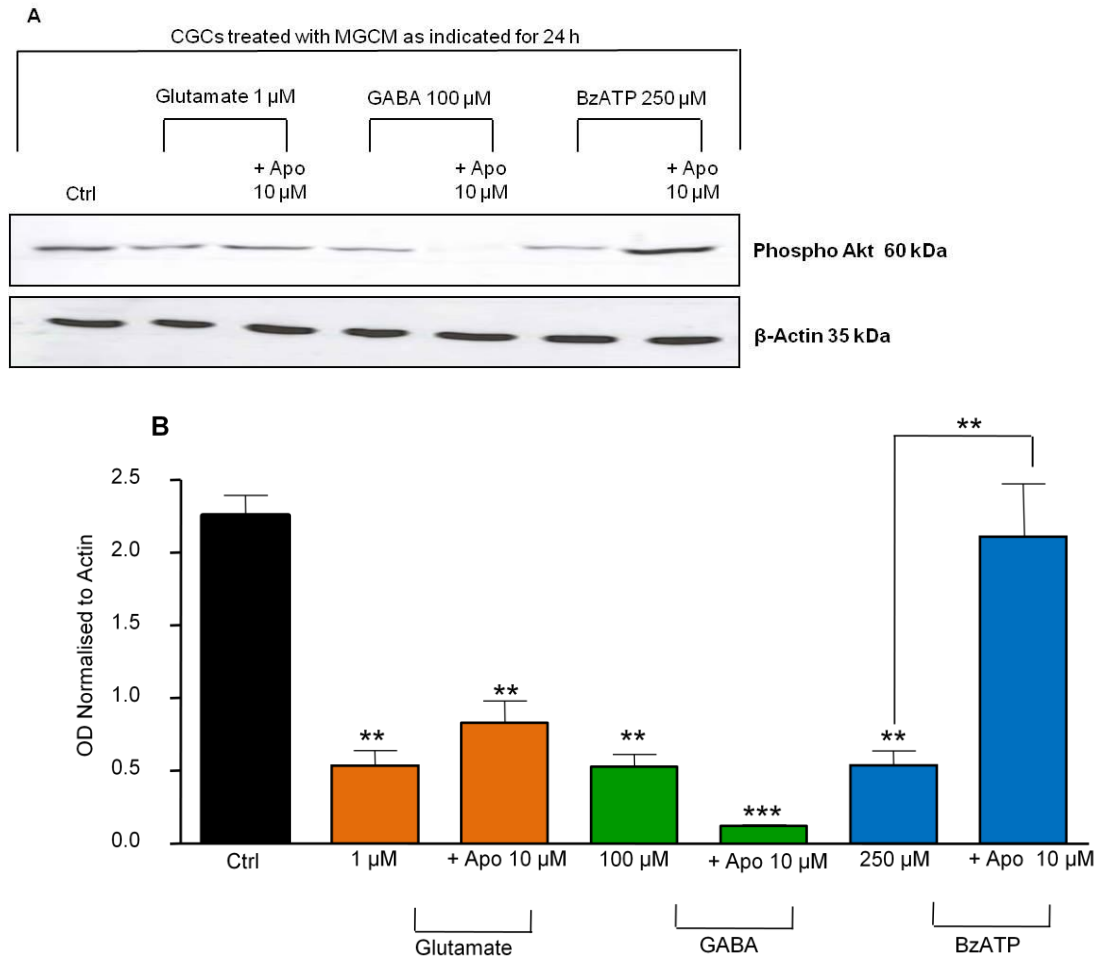 A
CGCs treated with MGCM as indicated for 24 h
Glutamate 1 µM GABA 100 µM BzATP 250 µM
+ Apo + Apo + Apo
Ctrl 10 µM 10 µM 10 µM
Phospho Akt 60 kDa
β-Actin 35 kDa
B
**
2.5
2.0
1.5
1.0
0.5
0.0
OD Normalised to Actin
** ** ** *** **
Ctrl 1 µM + Apo 10 µM 100 µM + Apo 10 µM 250 µM + Apo 10 µM
Glutamate GABA BzATP